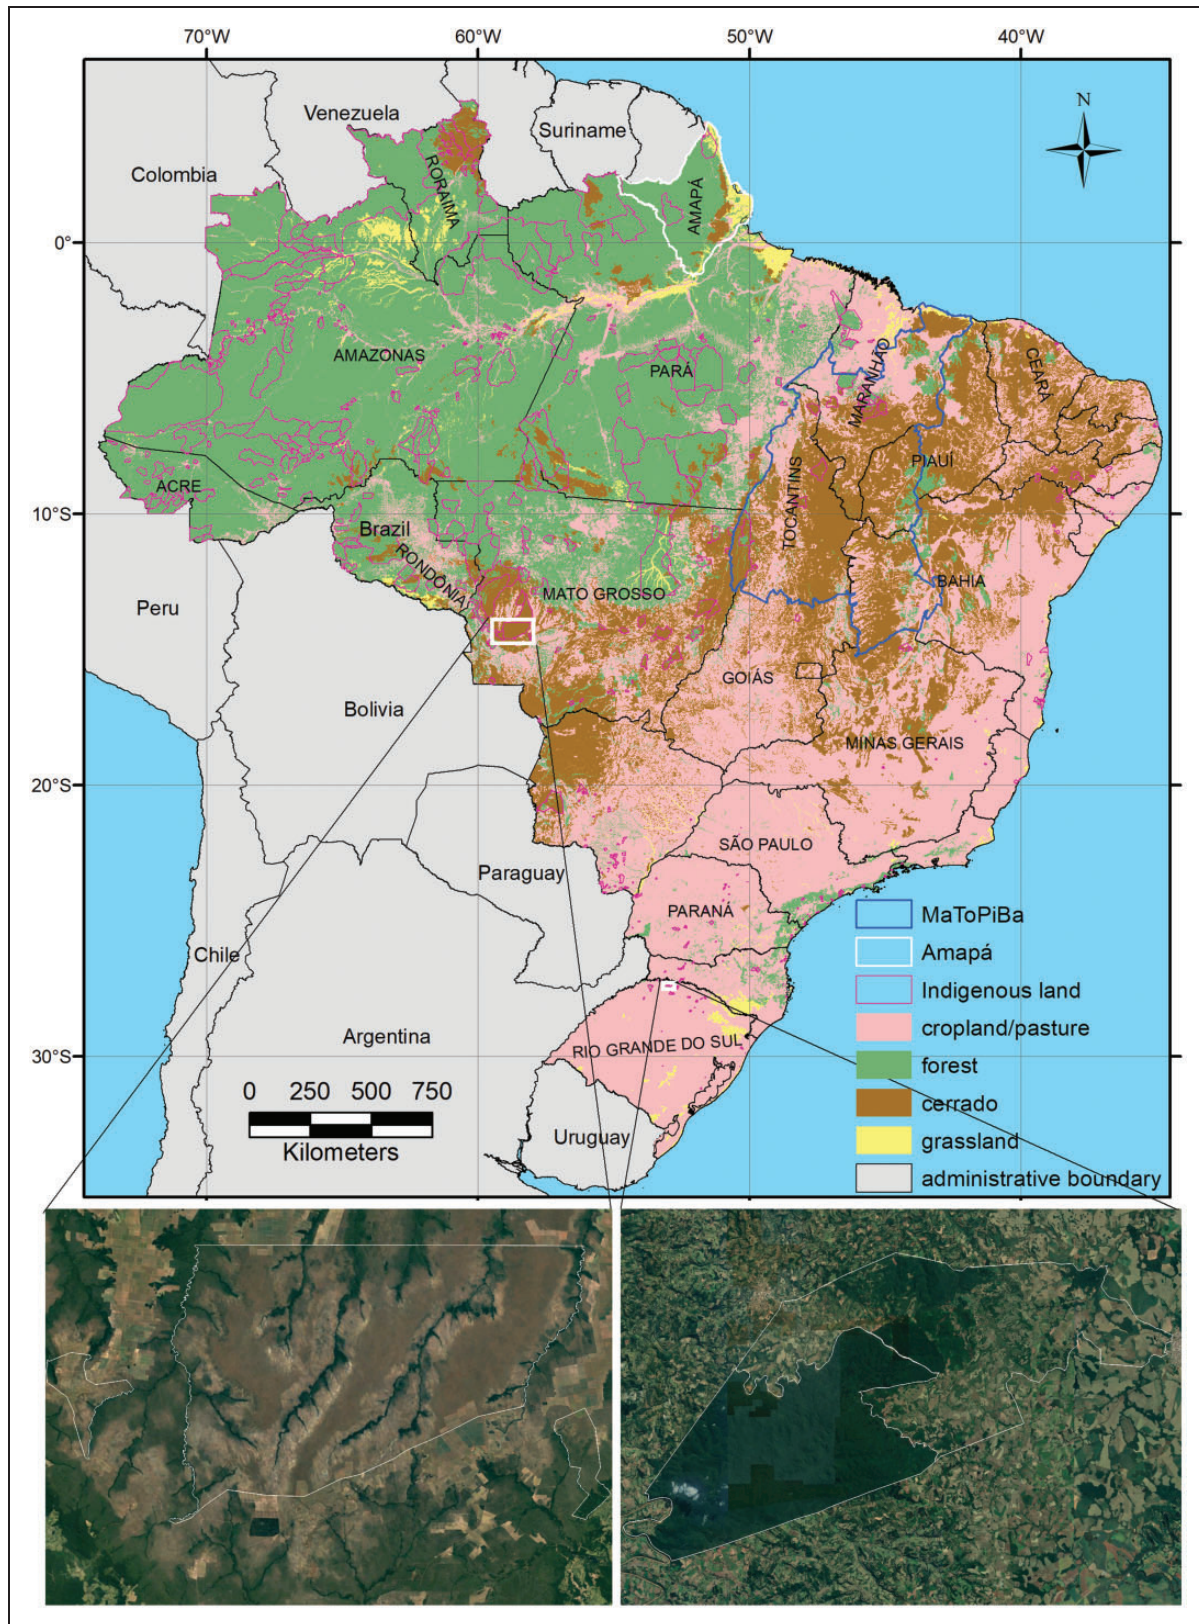 70°W 60°W 50°W 40°W
N
Venezuela
Suriname
Colombia
RORAIMA
AMAPÁ
0°
AMAZONAS
PARÁ
MARANHÃO
CEARÁ
PIAUÍ
ACRE
TOCANTINS
10°S
Brazil
RONDÔNIA
BAHIA
MATO GROSSO
Peru
GOIÁS
Bolivia
MINAS GERAIS
20°S
SÃO PAULO
Paraguay
PARANÁ
MaToPiBa
Chile
Amapá
Indigenous land
Argentina
cropland/pasture
RIO GRANDE DO SUL
30°S
forest
0 250 500 750
cerrado
Uruguay
grassland
Kilometers
administrative boundary